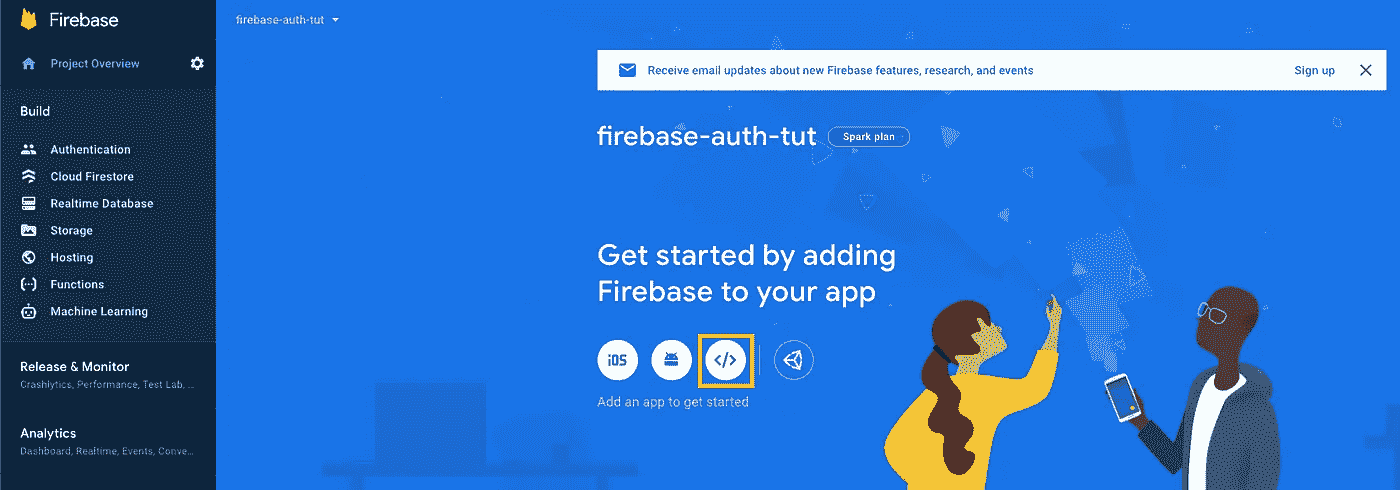 Firebase
firebase-auth-tut
Project Overview
Receive email updates about new Firebase features, research, and events
Sign up
Build
firebase-auth-tut
Spark plan
Authentication
Cloud Firestore
Realtime Database
Storage
Hosting
Functions
Machine Learning
Get started by adding
Firebase to your app
iOS
</>
Add an app to get started
Release & Monitor
Crashlytics, Performance, Test Lab, ...
Analytics
Dashboard, Realtime, Events, Conve...